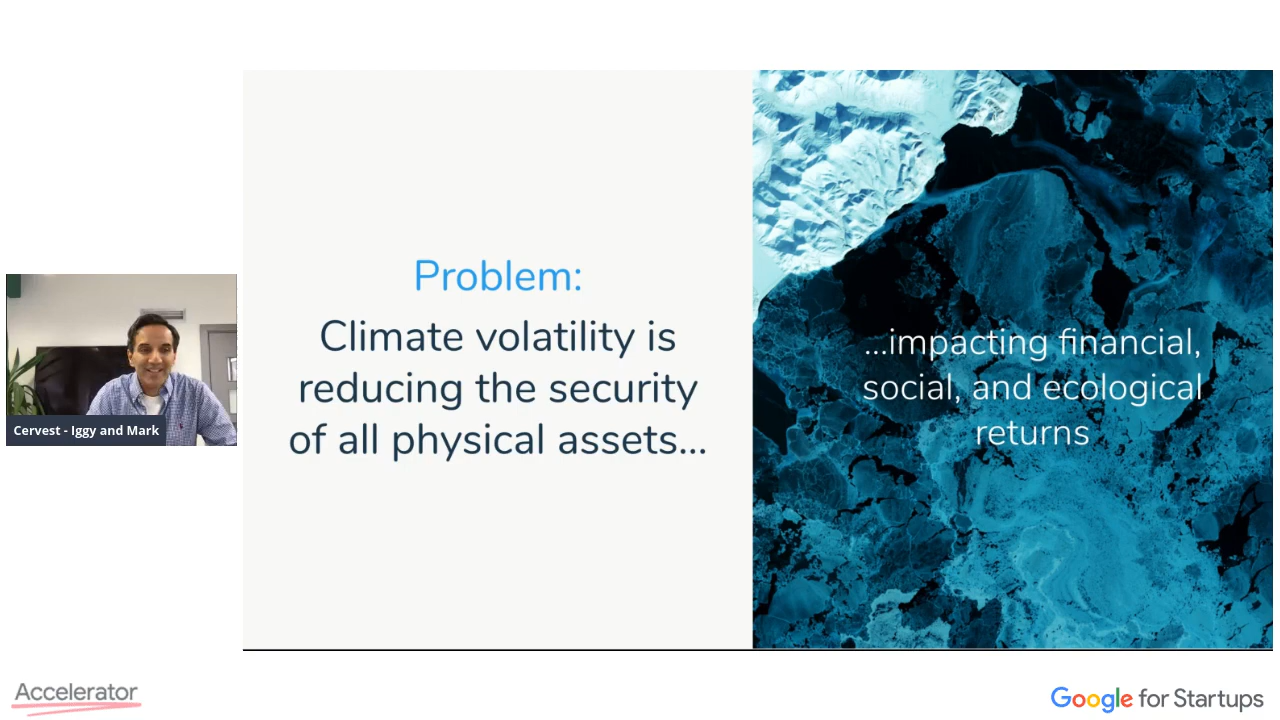 Problem:
Climate volatility is
reducing the security
of all physical assets...
...impacting financial,
social, and ecological
returns
Cervest - Iggy and Mark
Accelerator
Google for Startups